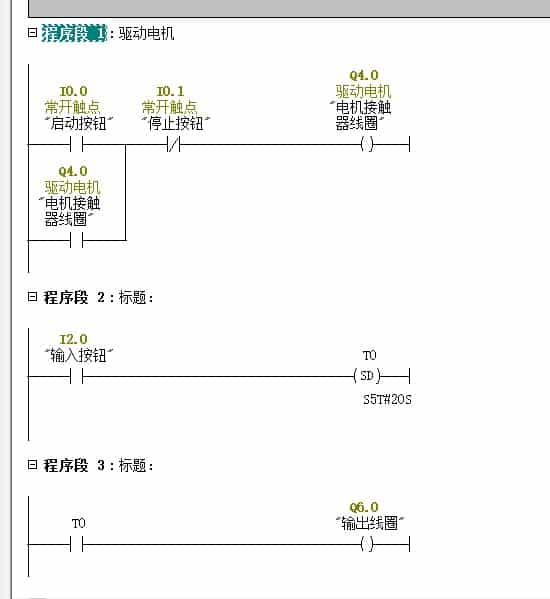 程序段 1：驱动电机
I0.0 I0.1 Q4.0
常开触点 常开触点 驱动电机
"启动按钮" "停止按钮" "电机接触
器线圈"
Q4.0
驱动电机
"电机接触
器线圈"
程序段 2：标题：
I2.0
"输入按钮" T0
SD
S5T#20S
程序段 3：标题：
Q6.0
T0 "输出线圈"